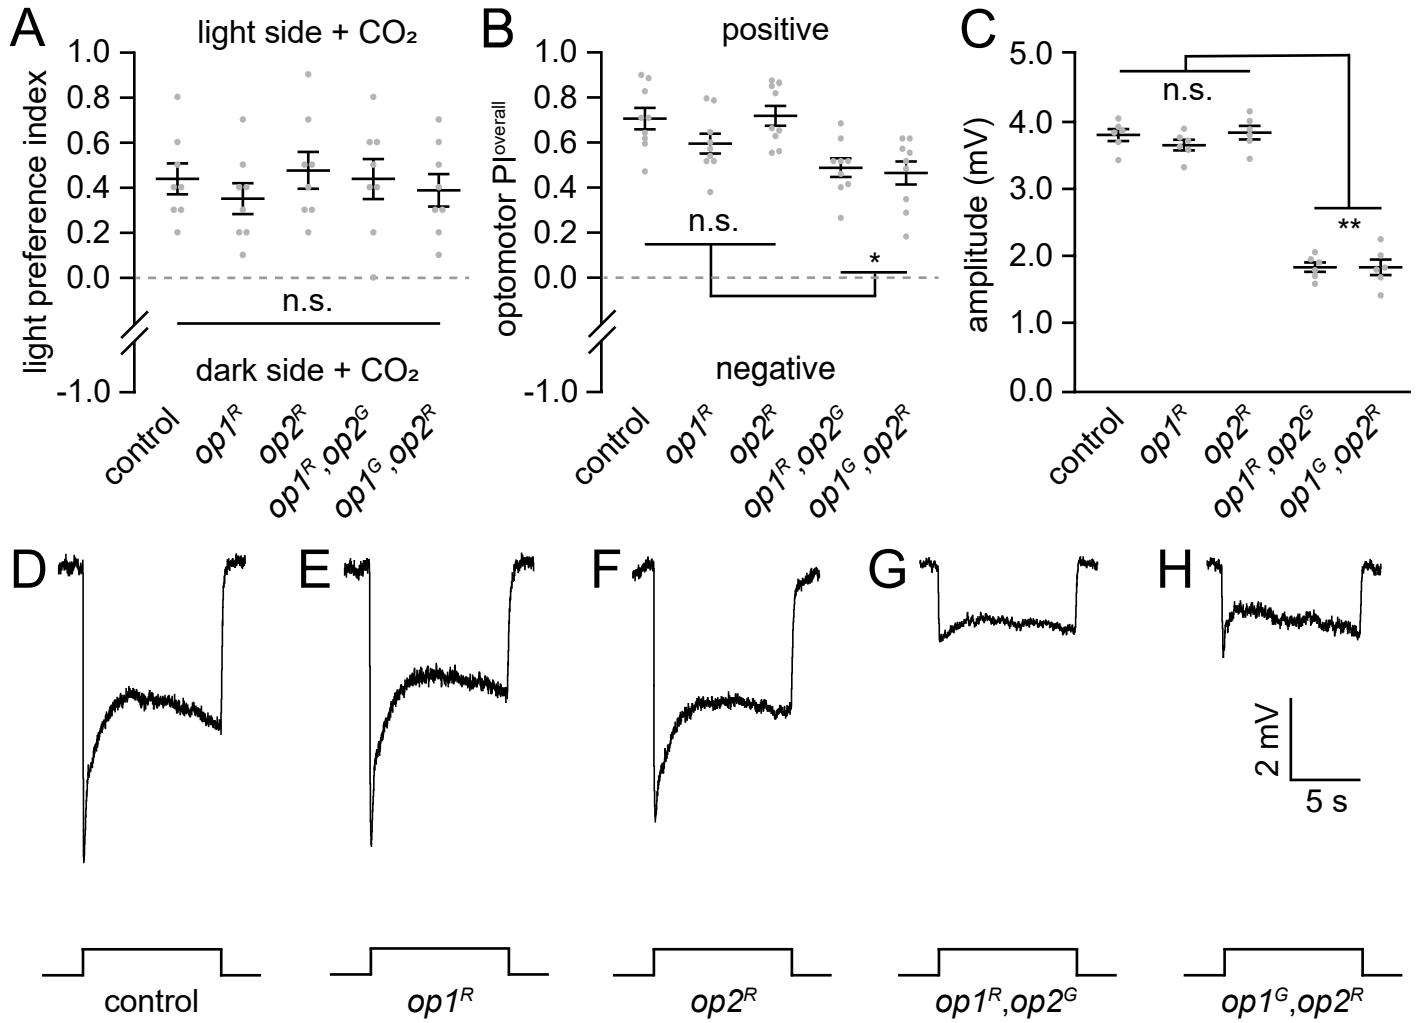 A
light side + CO₂
light preference index
1.0
0.8
0.6
0.4
0.2
0.0
-1.0
n.s.
dark side + CO₂
control
op1ᴿ
op2ᴿ
op1ᴿ,op2ᴳ
op1ᴳ,op2ᴿ
B
positive
optomotor PIᵒᵛᵉʳᵃˡˡ
1.0
0.8
0.6
0.4
0.2
0.0
-1.0
n.s.
*
negative
control
op1ᴿ
op2ᴿ
op1ᴿ,op2ᴳ
op1ᴳ,op2ᴿ
C
amplitude (mV)
5.0
4.0
3.0
2.0
1.0
0.0
n.s.
**
control
op1ᴿ
op2ᴿ
op1ᴿ,op2ᴳ
op1ᴳ,op2ᴿ
D
E
F
G
H
2 mV
5 s
control
op1ᴿ
op2ᴿ
op1ᴿ,op2ᴳ
op1ᴳ,op2ᴿ